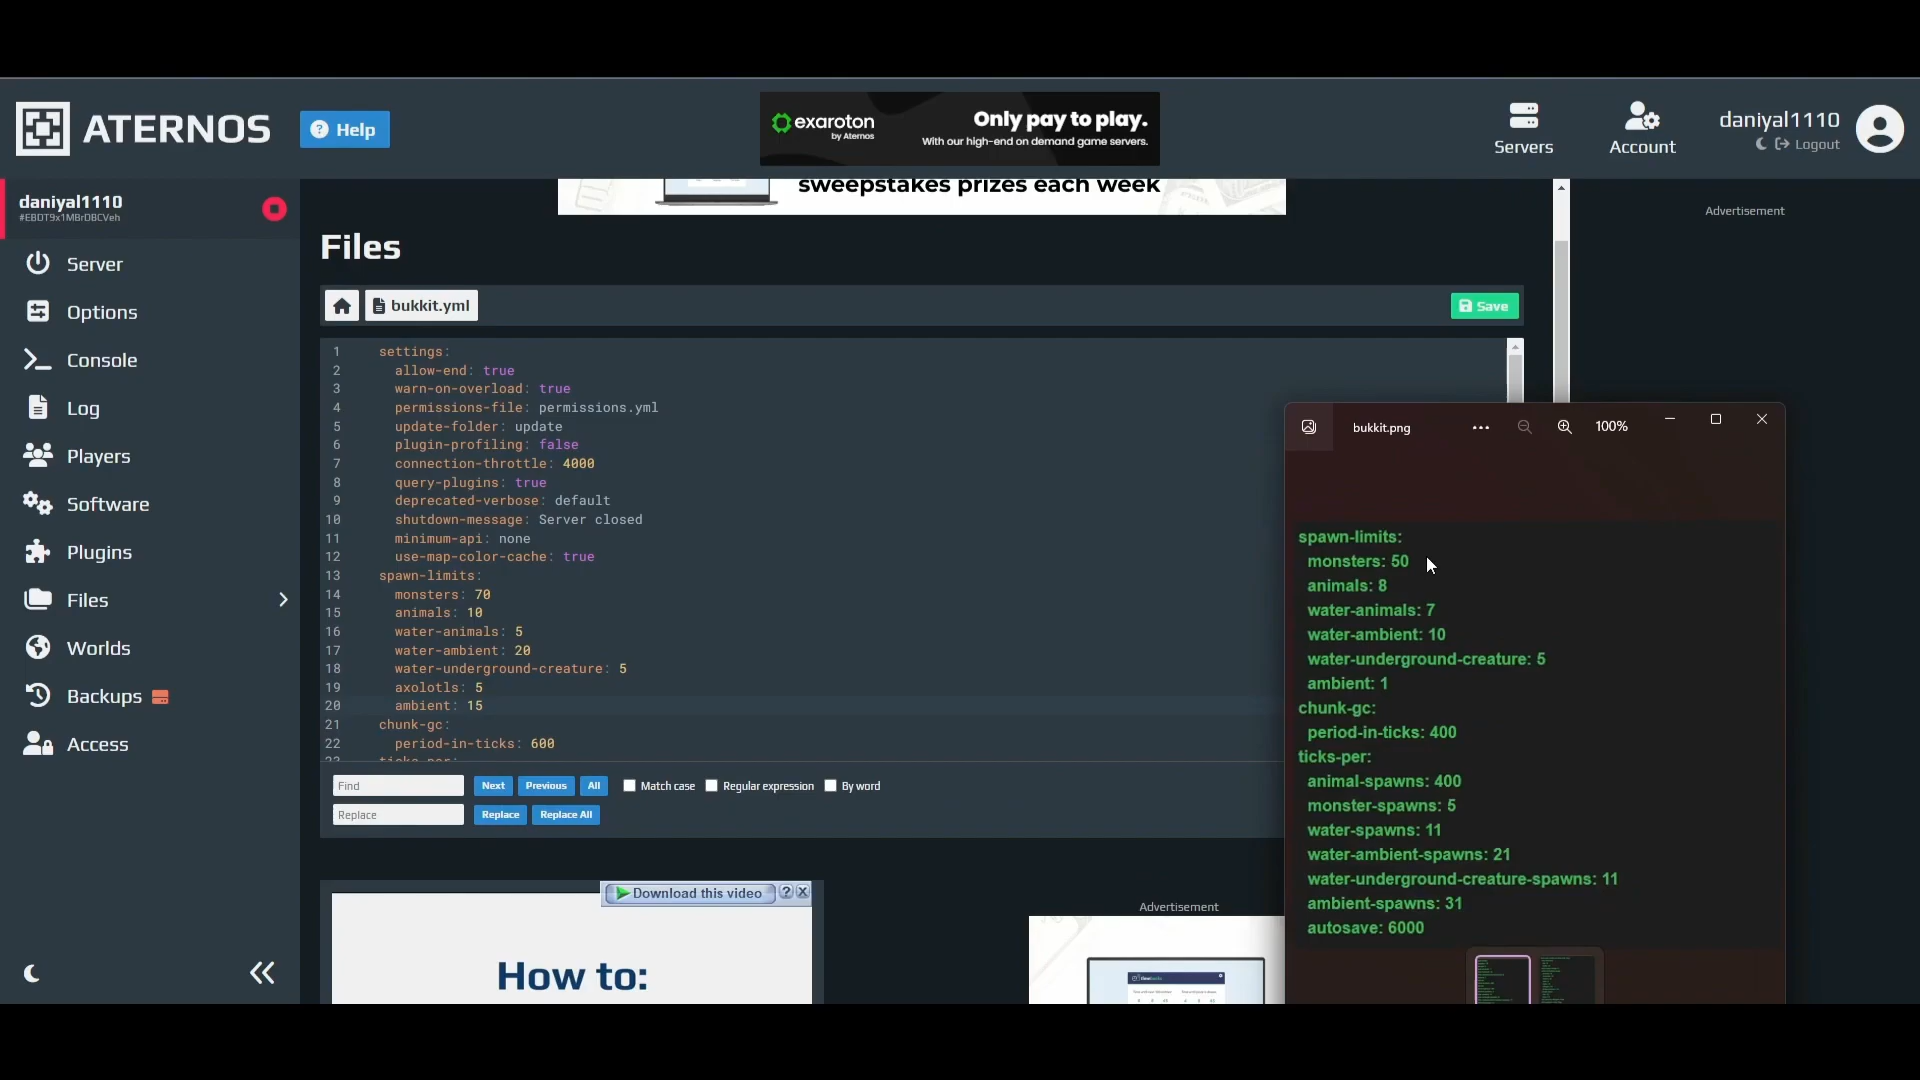 ATERNOS
Help
exaroton
by Aternos
Only pay to play.
With our high-end on demand game servers.
Servers
Account
daniyal1110
Logout
daniyal1110
#EBDT9x1MBrDBCVeh
Server
Options
Console
Log
Players
Software
Plugins
Files
Worlds
Backups
Access
sweepstakes prizes each week
Advertisement
Files
bukkit.yml
Save
1 settings:
2 allow-end: true
3 warn-on-overload: true
4 permissions-file: permissions.yml
5 update-folder: update
6 plugin-profiling: false
7 connection-throttle: 4000
8 query-plugins: true
9 deprecated-verbose: default
10 shutdown-message: Server closed
11 minimum-api: none
12 use-map-color-cache: true
13 spawn-limits:
14 monsters: 70
15 animals: 10
16 water-animals: 5
17 water-ambient: 20
18 water-underground-creature: 5
19 axolotls: 5
20 ambient: 15
21 chunk-gc:
22 period-in-ticks: 600
23 ticks-per:
Find
Next
Previous
All
Match case
Regular expression
By word
Replace
Replace
Replace All
Download this video
How to:
Advertisement
bukkit.png
100%
spawn-limits:
monsters: 50
animals: 8
water-animals: 7
water-ambient: 10
water-underground-creature: 5
ambient: 1
chunk-gc:
period-in-ticks: 400
ticks-per:
animal-spawns: 400
monster-spawns: 5
water-spawns: 11
water-ambient-spawns: 21
water-underground-creature-spawns: 11
ambient-spawns: 31
autosave: 6000